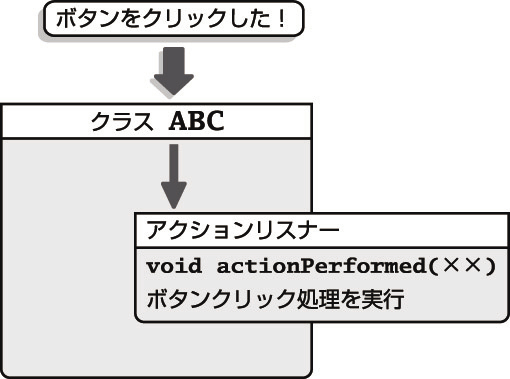 ボタンをクリックした！
クラス ABC
アクションリスナー
void actionPerformed(××)
ボタンクリック処理を実行